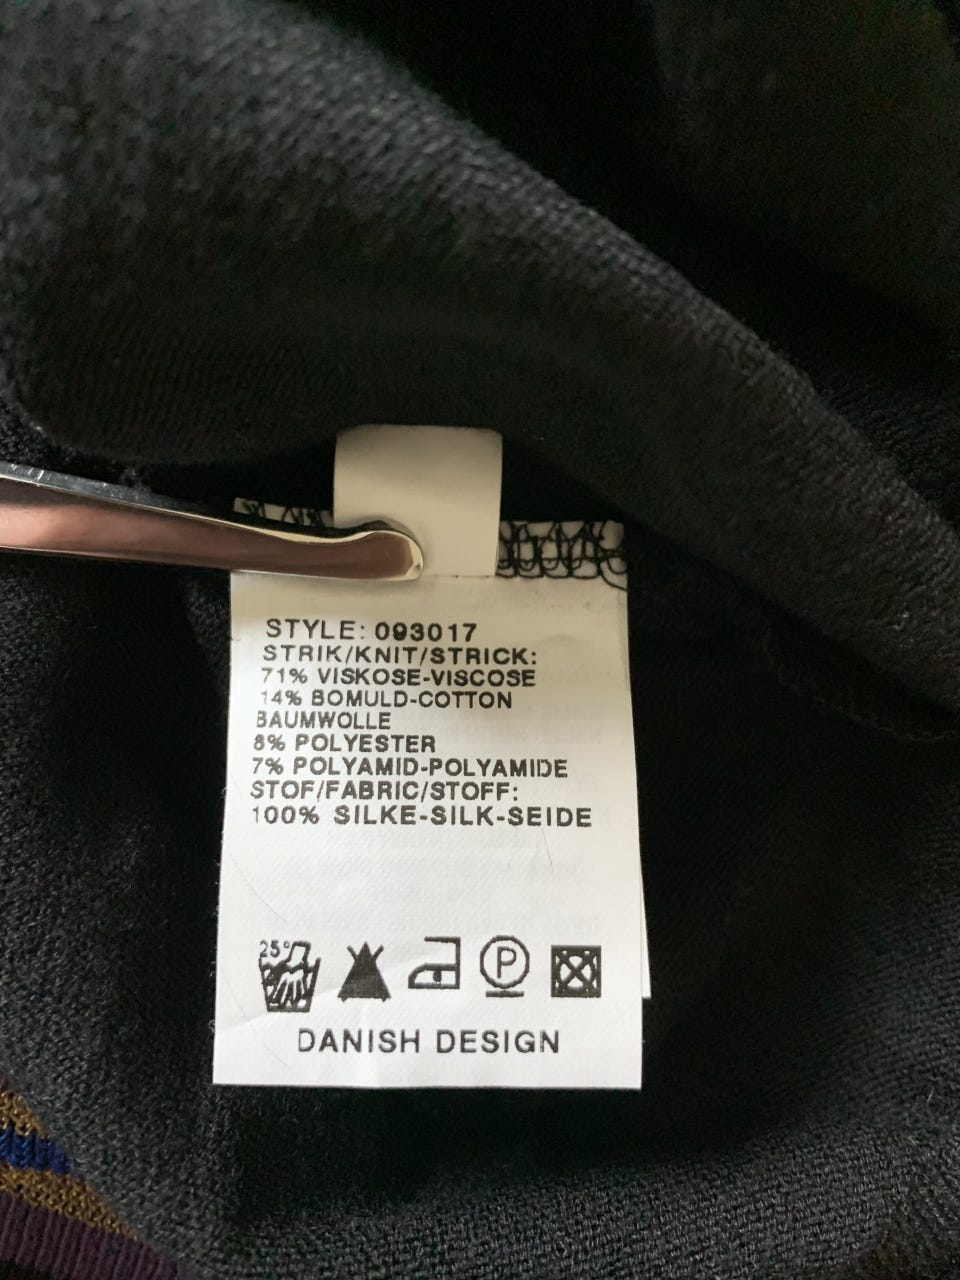 STYLE: 093017
STRIK/KNIT/STRICK:
71% VISKOSE-VISCOSE
14% BOMULD-COTTON
BAUMWOLLE
8% POLYESTER
7% POLYAMID-POLYAMIDE
STOF/FABRIC/STOFF:
100% SILKE-SILK-SEIDE
25°
P
DANISH DESIGN